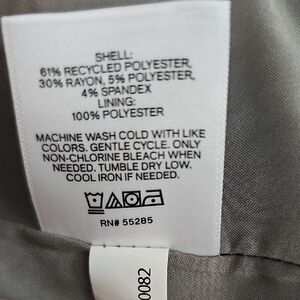 SHELL:
61% RECYCLED POLYESTER,
30% RAYON, 5% POLYESTER,
4% SPANDEX
LINING:
100% POLYESTER
MACHINE WASH COLD WITH LIKE
COLORS. GENTLE CYCLE. ONLY
NON-CHLORINE BLEACH WHEN
NEEDED. TUMBLE DRY LOW.
COOL IRON IF NEEDED.
RN# 55285
0082